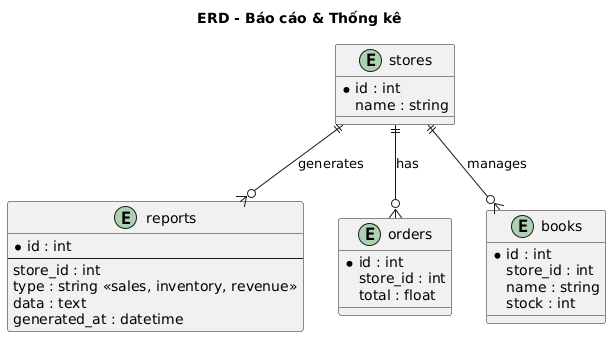 ERD - Báo cáo & Thống kê
E stores
* id : int
name : string
generates
has
manages
E reports
* id : int
store_id : int
type : string «sales, inventory, revenue»
data : text
generated_at : datetime
E orders
* id : int
store_id : int
total : float
E books
* id : int
store_id : int
name : string
stock : int